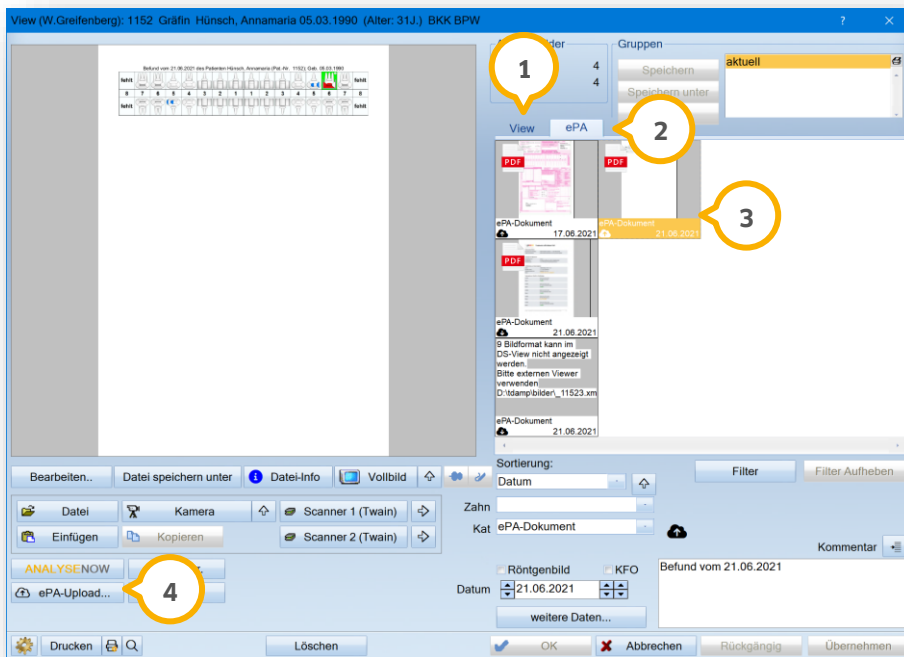 View (W.Greifenberg): 1152 Gräfin Hünsch, Annamaria 05.03.1990 (Alter: 31J.) BKK BPW
? ×
Befund vom 21.06.2021 des Patienten Hünsch, Annamaria (Pat.-Nr. 1152), Geb. 05.03.1990
fehlt fehlt
8 7 6 5 4 3 2 1 1 2 3 4 5 6 7 8
fehlt fehlt
4
4
Gruppen
Speichern
Speichern unter
aktuell
1
View
ePA
2
PDF
ePA-Dokument
17.06.2021
PDF
ePA-Dokument
21.06.2021
3
PDF
ePA-Dokument
21.06.2021
9 Bildformat kann im
DS-View nicht angezeigt
werden.
Bitte externen Viewer
verwenden
D:\tdamp\bilder\_11523.xm
ePA-Dokument
21.06.2021
Bearbeiten..
Datei speichern unter
Datei-Info
Vollbild
Sortierung:
Datum
Filter
Filter Aufheben
Datei
Kamera
Scanner 1 (Twain)
Zahn
Einfügen
Kopieren
Scanner 2 (Twain)
Kat ePA-Dokument
Kommentar
ANALYSENOW
ePA-Upload...
4
Röntgenbild
KFO
Datum 21.06.2021
weitere Daten...
Befund vom 21.06.2021
Drucken
Löschen
OK
Abbrechen
Rückgängig
Übernehmen